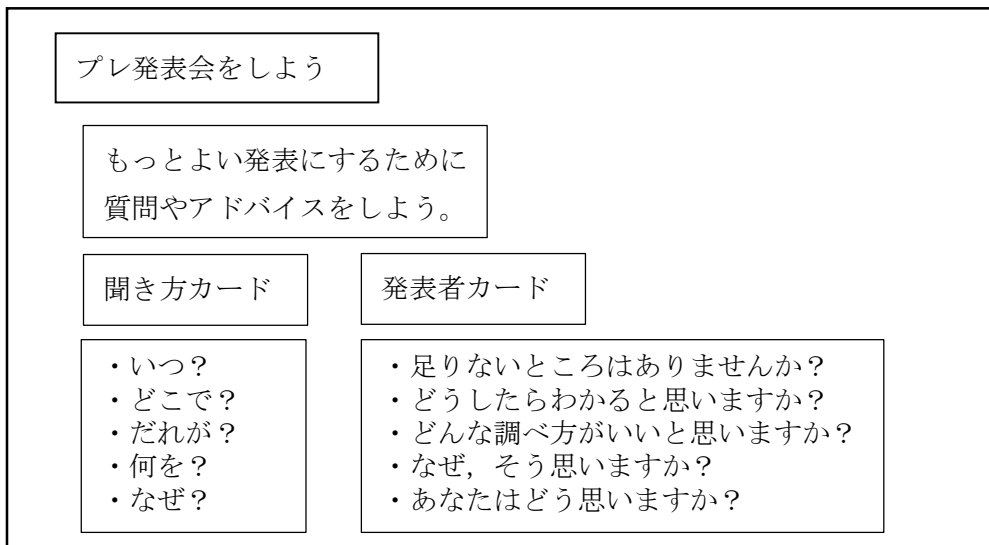 プレ発表会をしよう
もっとよい発表にするために
質問やアドバイスをしよう。
聞き方カード
発表者カード
・いつ？
・どこで？
・だれが？
・何を？
・なぜ？
・足りないところはありませんか？
・どうしたらわかると思いますか？
・どんな調べ方がいいと思いますか？
・なぜ，そう思いますか？
・あなたはどう思いますか？